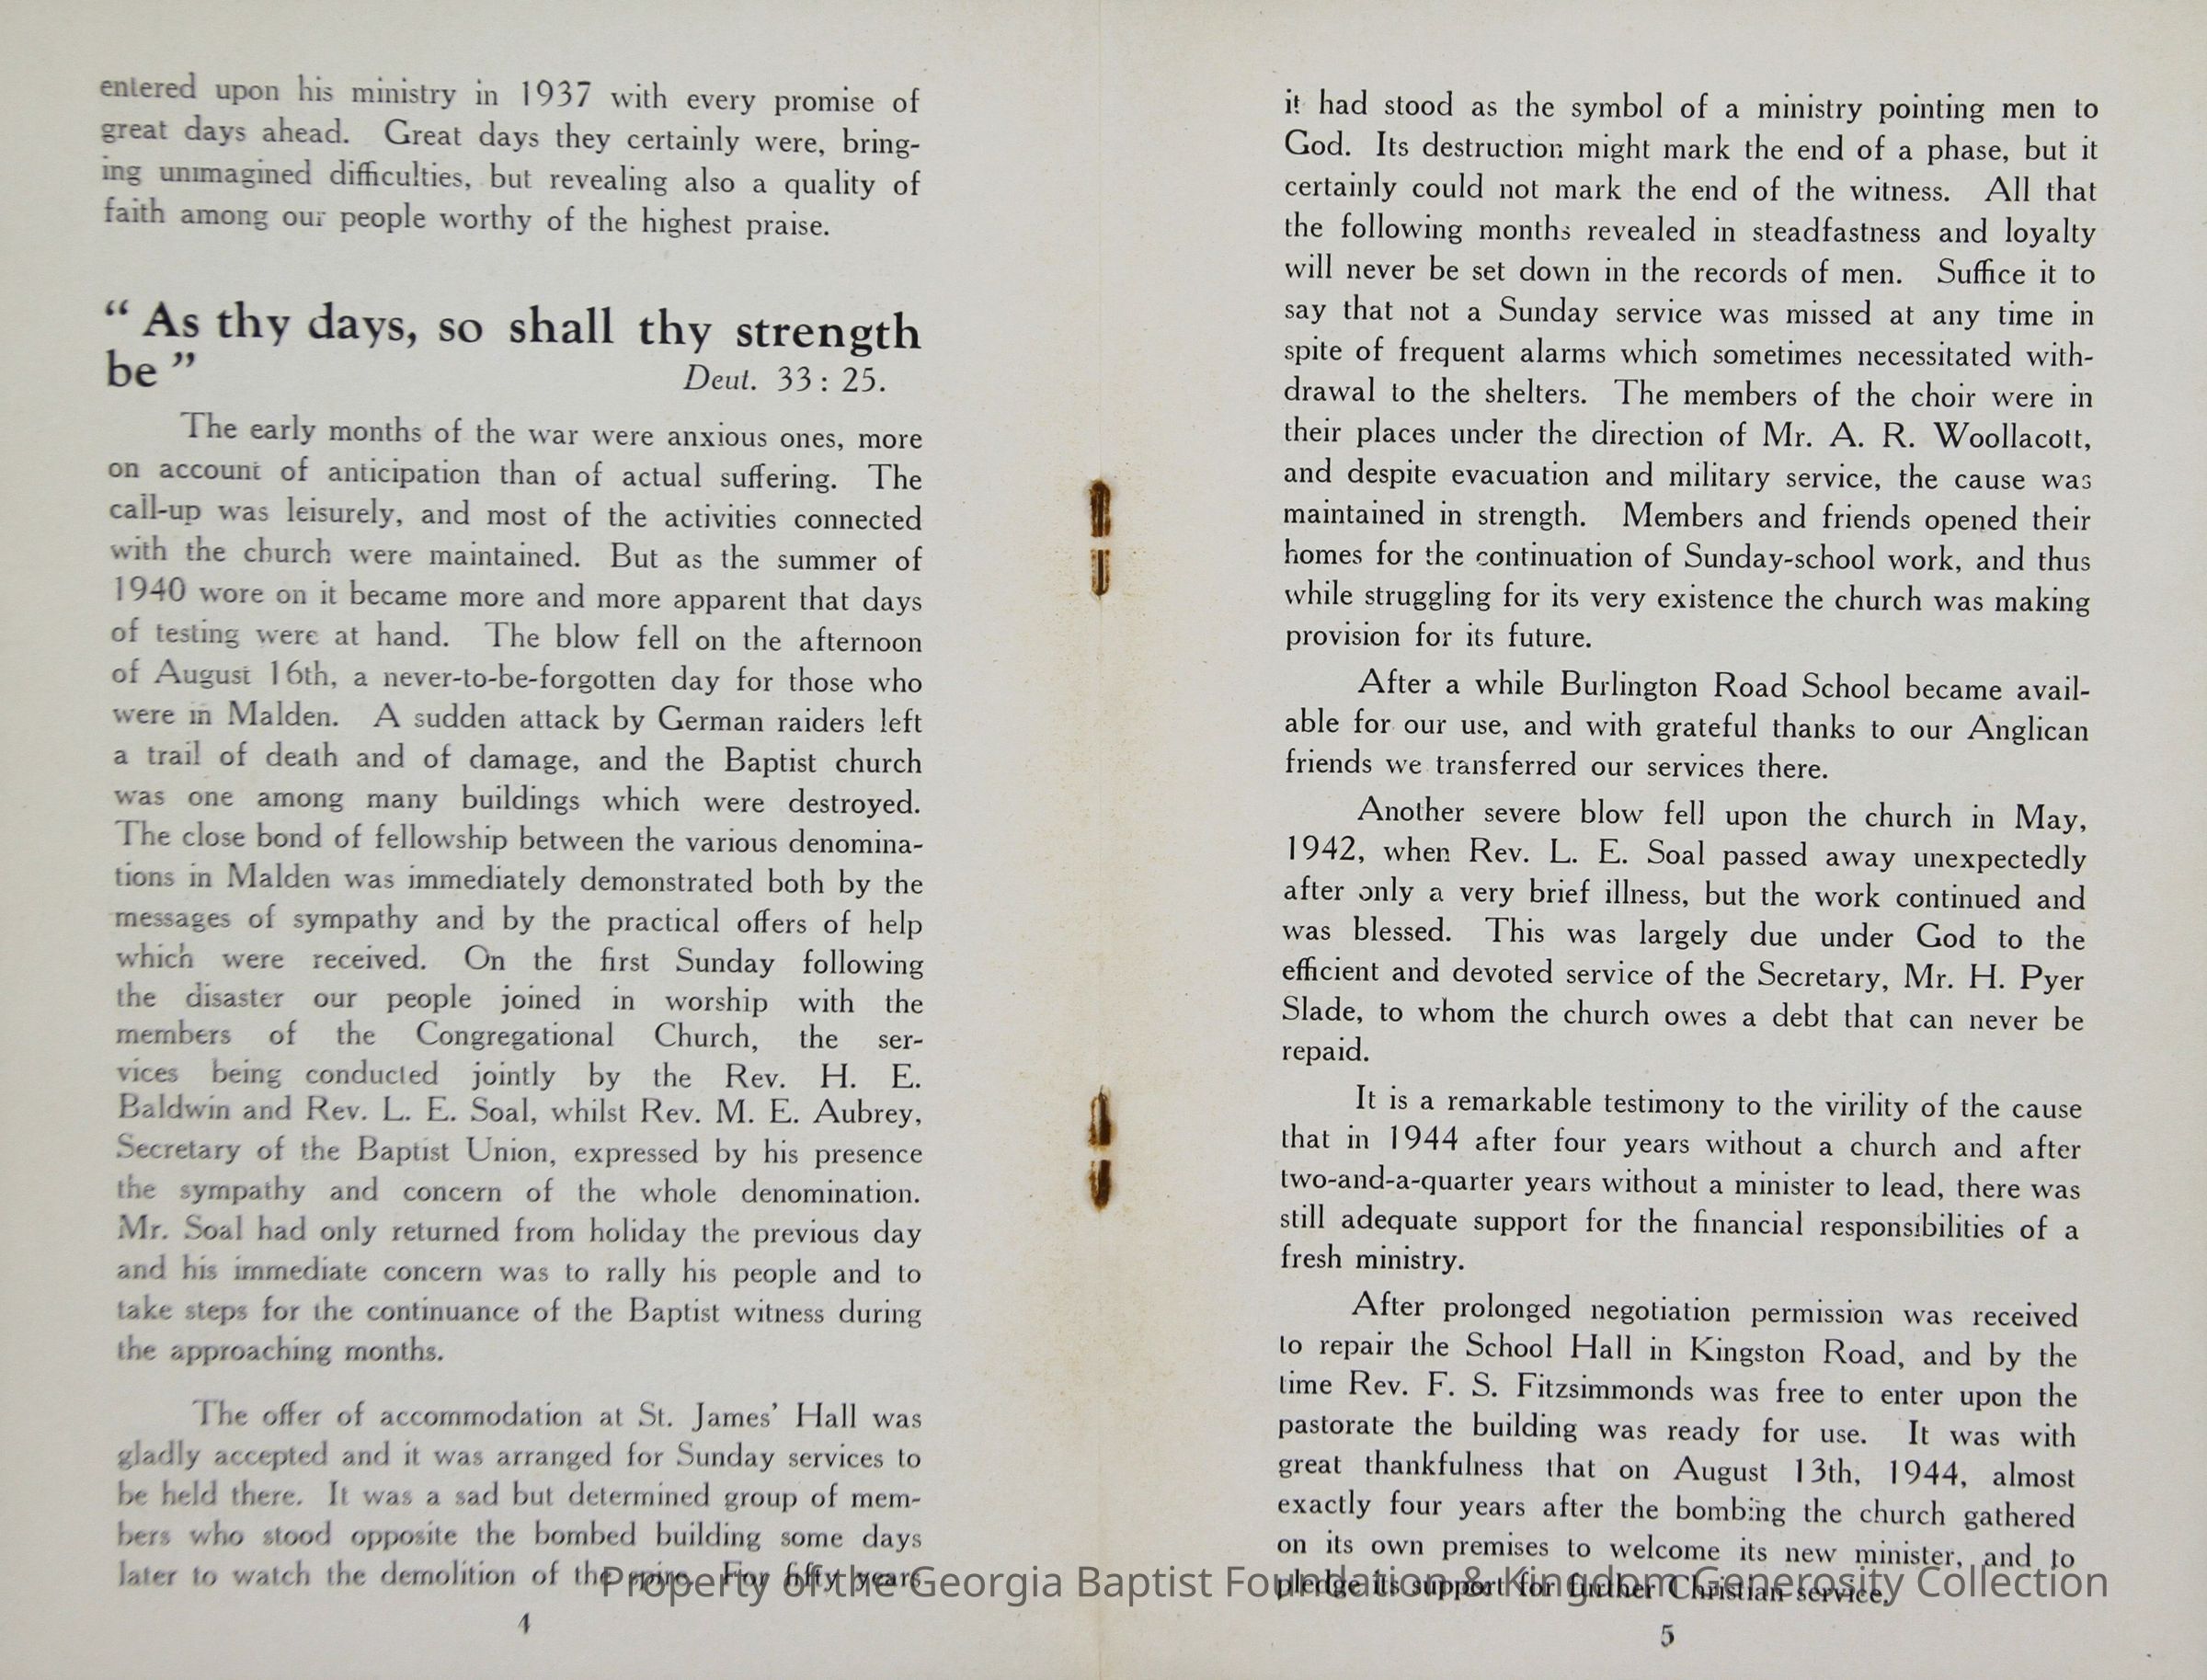 entered upon his ministry in 1937 with every promise of
great days ahead. Great days they certainly were, bring-
ing unimagined difficulties, but revealing also a quality of
faith among our people worthy of the highest praise.
“ As thy days, so shall thy strength
be ”
Deut. 33 : 25.
The early months of the war were anxious ones, more
on account of anticipation than of actual suffering. The
call-up was leisurely, and most of the activities connected
with the church were maintained. But as the summer of
1940 wore on it became more and more apparent that days
of testing were at hand. The blow fell on the afternoon
of August 16th, a never-to-be-forgotten day for those who
were in Malden. A sudden attack by German raiders left
a trail of death and of damage, and the Baptist church
was one among many buildings which were destroyed.
The close bond of fellowship between the various denomina-
tions in Malden was immediately demonstrated both by the
messages of sympathy and by the practical offers of help
which were received. On the first Sunday following
the disaster our people joined in worship with the
members of the Congregational Church, the ser-
vices being conducted jointly by the Rev. H. E.
Baldwin and Rev. L. E. Soal, whilst Rev. M. E. Aubrey,
Secretary of the Baptist Union, expressed by his presence
the sympathy and concern of the whole denomination.
Mr. Soal had only returned from holiday the previous day
and his immediate concern was to rally his people and to
take steps for the continuance of the Baptist witness during
the approaching months.
The offer of accommodation at St. James’ Hall was
gladly accepted and it was arranged for Sunday services to
be held there. It was a sad but determined group of mem-
bers who stood opposite the bombed building some days
later to watch the demolition of the spire. For fifty years
4
it had stood as the symbol of a ministry pointing men to
God. Its destruction might mark the end of a phase, but it
certainly could not mark the end of the witness. All that
the following months revealed in steadfastness and loyalty
will never be set down in the records of men. Suffice it to
say that not a Sunday service was missed at any time in
spite of frequent alarms which sometimes necessitated with-
drawal to the shelters. The members of the choir were in
their places under the direction of Mr. A. R. Woollacott,
and despite evacuation and military service, the cause was
maintained in strength. Members and friends opened their
homes for the continuation of Sunday-school work, and thus
while struggling for its very existence the church was making
provision for its future.
After a while Burlington Road School became avail-
able for our use, and with grateful thanks to our Anglican
friends we transferred our services there.
Another severe blow fell upon the church in May,
1942, when Rev. L. E. Soal passed away unexpectedly
after only a very brief illness, but the work continued and
was blessed. This was largely due under God to the
efficient and devoted service of the Secretary, Mr. H. Pyer
Slade, to whom the church owes a debt that can never be
repaid.
It is a remarkable testimony to the virility of the cause
that in 1944 after four years without a church and after
two-and-a-quarter years without a minister to lead, there was
still adequate support for the financial responsibilities of a
fresh ministry.
After prolonged negotiation permission was received
to repair the School Hall in Kingston Road, and by the
time Rev. F. S. Fitzsimmonds was free to enter upon the
pastorate the building was ready for use. It was with
great thankfulness that on August 13th, 1944, almost
exactly four years after the bombing the church gathered
on its own premises to welcome its new minister, and to
pledge its support for further Christian service.
5
Property of the Georgia Baptist Foundation & Kingdom Generosity Collection